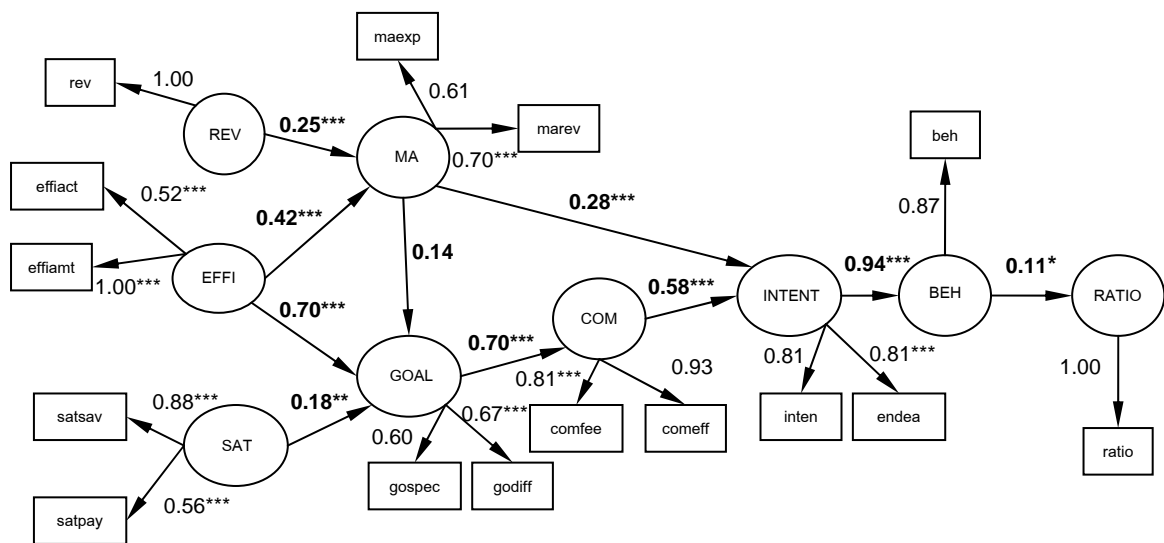 maexp
rev
1.00
0.61
REV
0.25***
marev
beh
MA
0.70***
effiact
0.52***
0.42***
0.28***
0.87
effiamt
1.00***
EFFI
0.14
0.94***
0.11*
COM
0.58***
INTENT
BEH
RATIO
0.70***
0.70***
GOAL
0.81***
0.93
0.81
0.81***
1.00
satsav
0.88***
0.18**
0.67***
comfee
comeff
inten
endea
SAT
0.60
ratio
gospec
godiff
satpay
0.56***